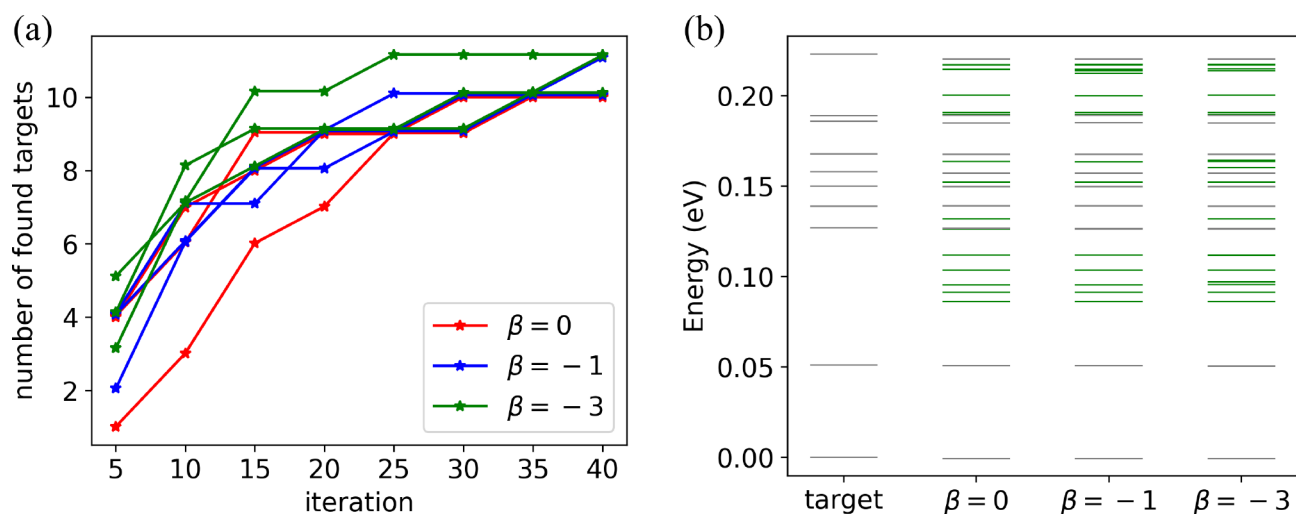 (a)
number of found targets
10
8
6
4
2
5 10 15 20 25 30 35 40
iteration
β = 0
β = −1
β = −3
(b)
Energy (eV)
0.20
0.15
0.10
0.05
0.00
target β = 0 β = −1 β = −3